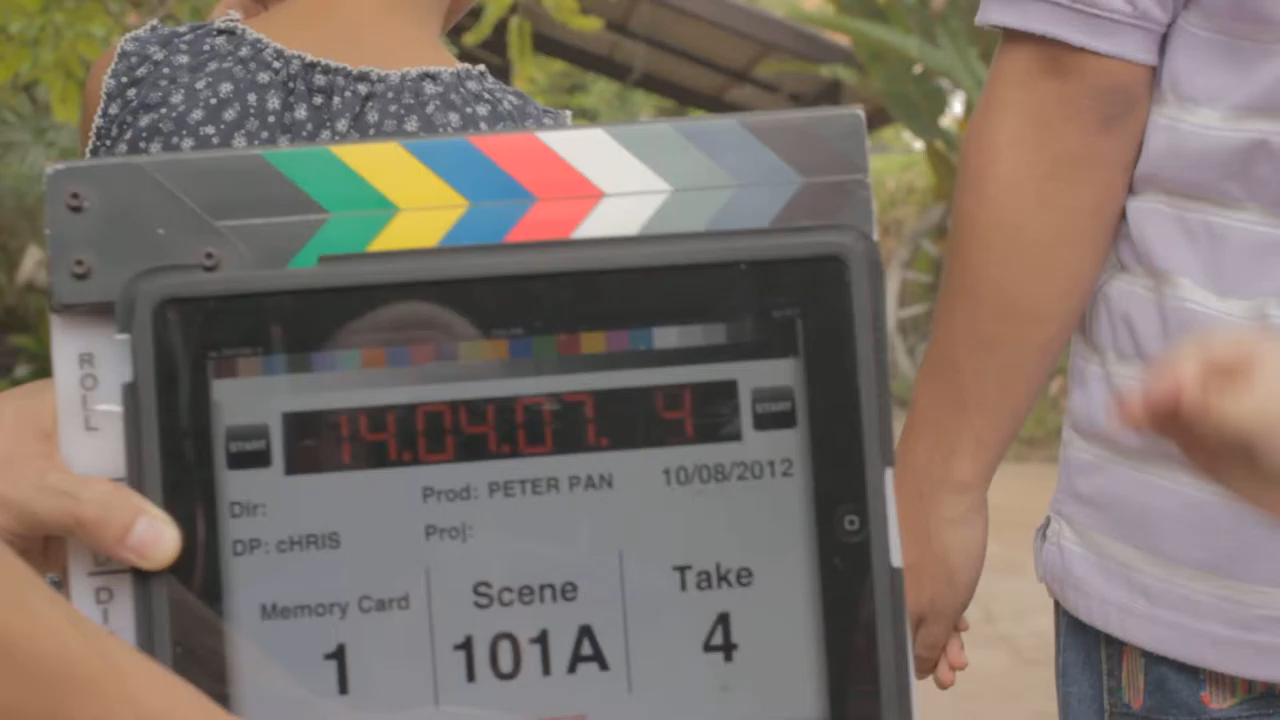 ROLL
START
14.04.07. 4
START
Dir:
Prod: PETER PAN
10/08/2012
DP: cHRIS
Proj:
Memory Card
Scene
Take
1
101A
4